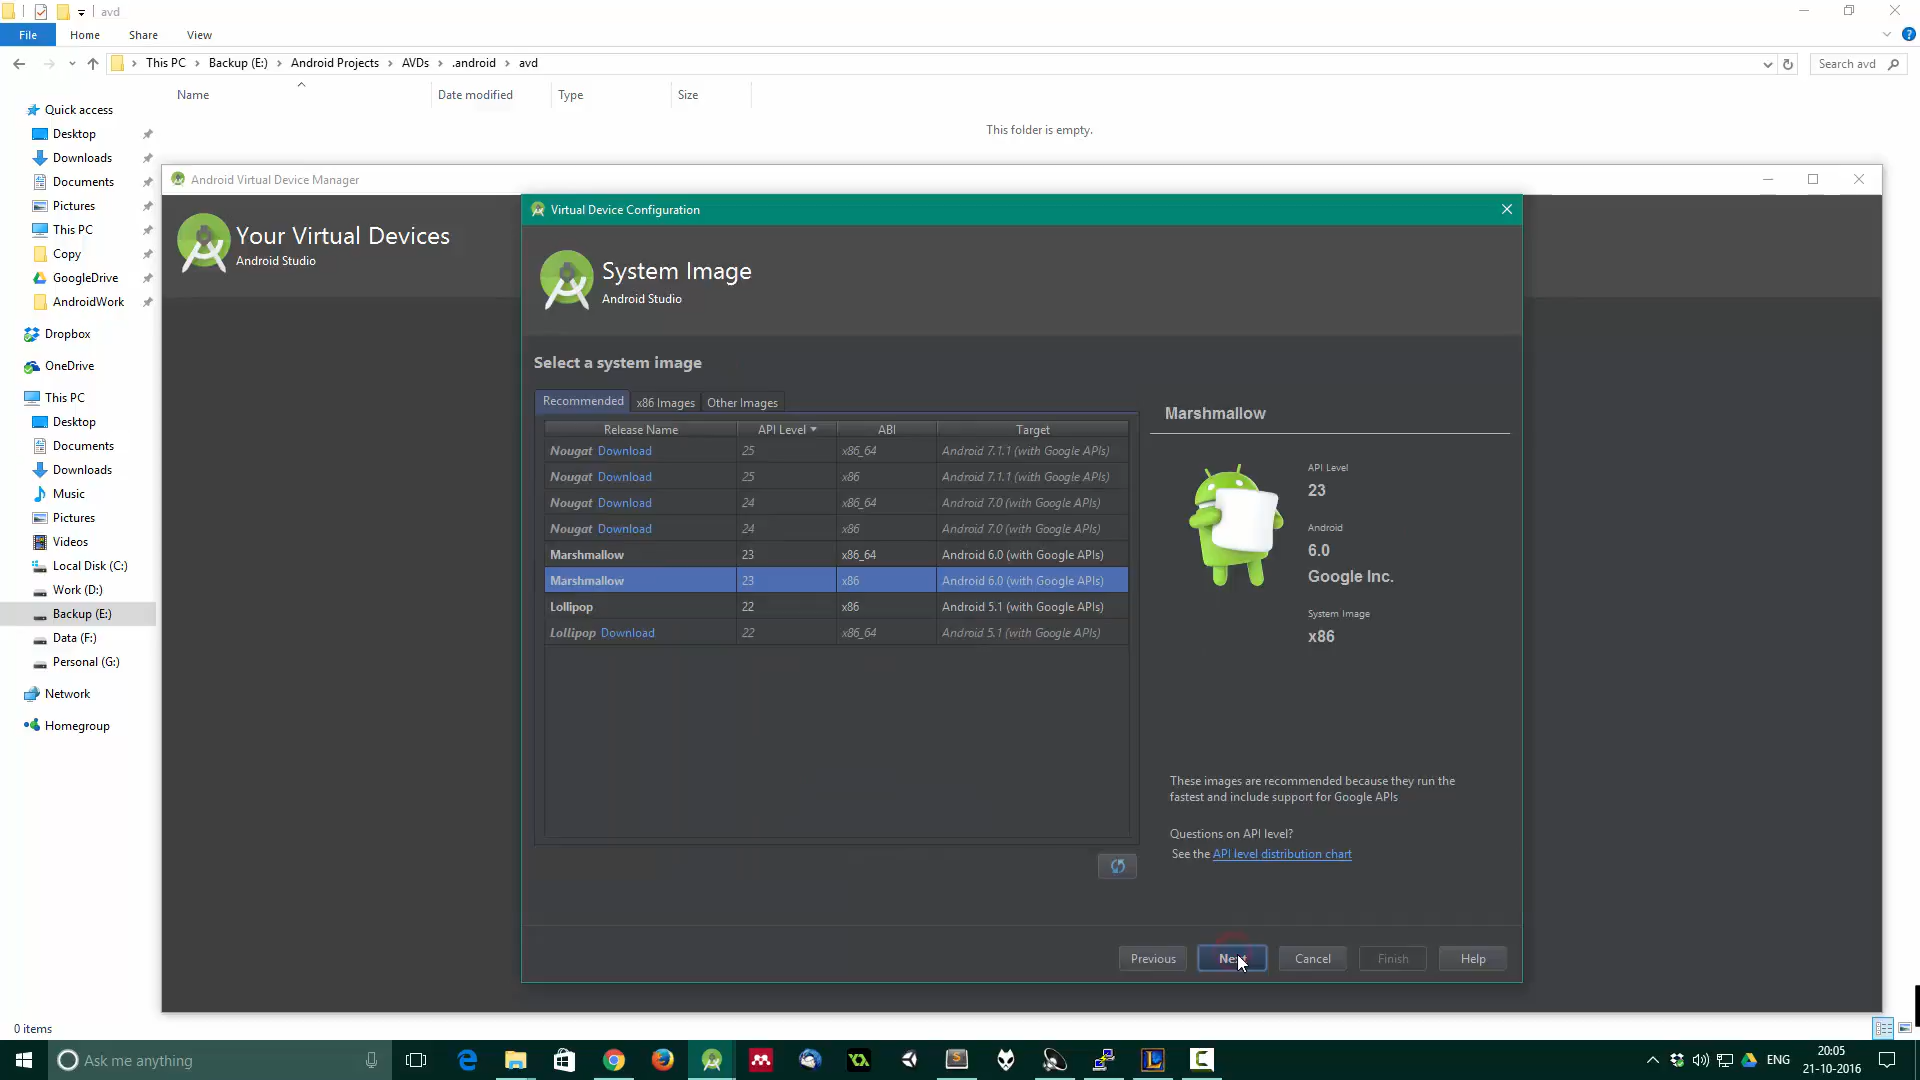 avd
File Home Share View
This PC Backup (E:) Android Projects AVDs .android avd
Search avd
Name Date modified Type Size
This folder is empty.
Quick access
Desktop
Downloads
Documents
Pictures
This PC
Copy
GoogleDrive
AndroidWork
Dropbox
OneDrive
This PC
Desktop
Documents
Downloads
Music
Pictures
Videos
Local Disk (C:)
Work (D:)
Backup (E:)
Data (F:)
Personal (G:)
Network
Homegroup
0 items
Android Virtual Device Manager
Your Virtual Devices
Android Studio
Virtual Device Configuration
System Image
Android Studio
Select a system image
Recommended x86 Images Other Images
Release Name API Level ABI Target
Nougat Download 25 x86_64 Android 7.1.1 (with Google APIs)
Nougat Download 25 x86 Android 7.1.1 (with Google APIs)
Nougat Download 24 x86_64 Android 7.0 (with Google APIs)
Nougat Download 24 x86 Android 7.0 (with Google APIs)
Marshmallow 23 x86_64 Android 6.0 (with Google APIs)
Marshmallow 23 x86 Android 6.0 (with Google APIs)
Lollipop 22 x86 Android 5.1 (with Google APIs)
Lollipop Download 22 x86_64 Android 5.1 (with Google APIs)
Marshmallow
API Level
23
Android
6.0
Google Inc.
System Image
x86
These images are recommended because they run the
fastest and include support for Google APIs
Questions on API level?
See the API level distribution chart
Previous Cancel Finish Help
Ask me anything
ENG
20:05
21-10-2016